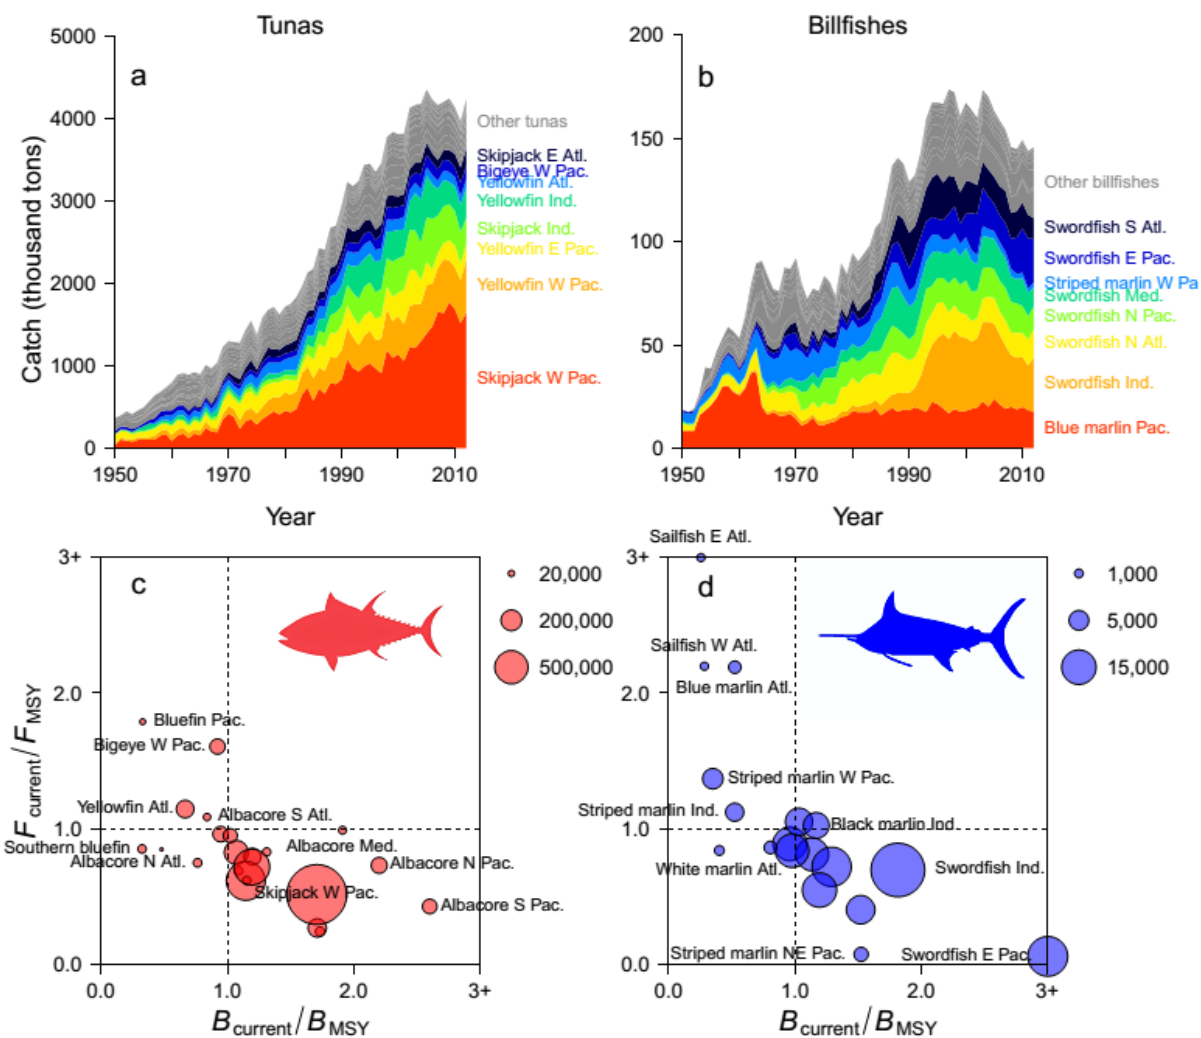 Tunas
Billfishes
a
b
Catch (thousand tons)
5000
4000
3000
2000
1000
0
1950
1970
1990
2010
Year
Other tunas
Skipjack E Atl.
Bigeye W Pac.
Yellowfin Atl.
Yellowfin Ind.
Skipjack Ind.
Yellowfin E Pac.
Yellowfin W Pac.
Skipjack W Pac.
200
150
100
50
0
1950
1970
1990
2010
Year
Other billfishes
Swordfish S Atl.
Swordfish E Pac.
Striped marlin W Pa
Swordfish Med.
Swordfish N Pac.
Swordfish N Atl.
Swordfish Ind.
Blue marlin Pac.
c
F current / F MSY
3+
2.0
1.0
0.0
0.0
1.0
2.0
3+
B current / B MSY
20,000
200,000
500,000
Bluefin Pac.
Bigeye W Pac.
Yellowfin Atl.
Albacore S Atl.
Southern bluefin
Albacore Med.
Albacore N Atl.
Albacore N Pac.
Skipjack W Pac.
Albacore S Pac.
d
3+
2.0
1.0
0.0
0.0
1.0
2.0
3+
B current / B MSY
1,000
5,000
15,000
Sailfish E Atl.
Sailfish W Atl.
Blue marlin Atl.
Striped marlin W Pac.
Striped marlin Ind.
Black marlin Ind.
White marlin Atl.
Swordfish Ind.
Striped marlin NE Pac.
Swordfish E Pac.